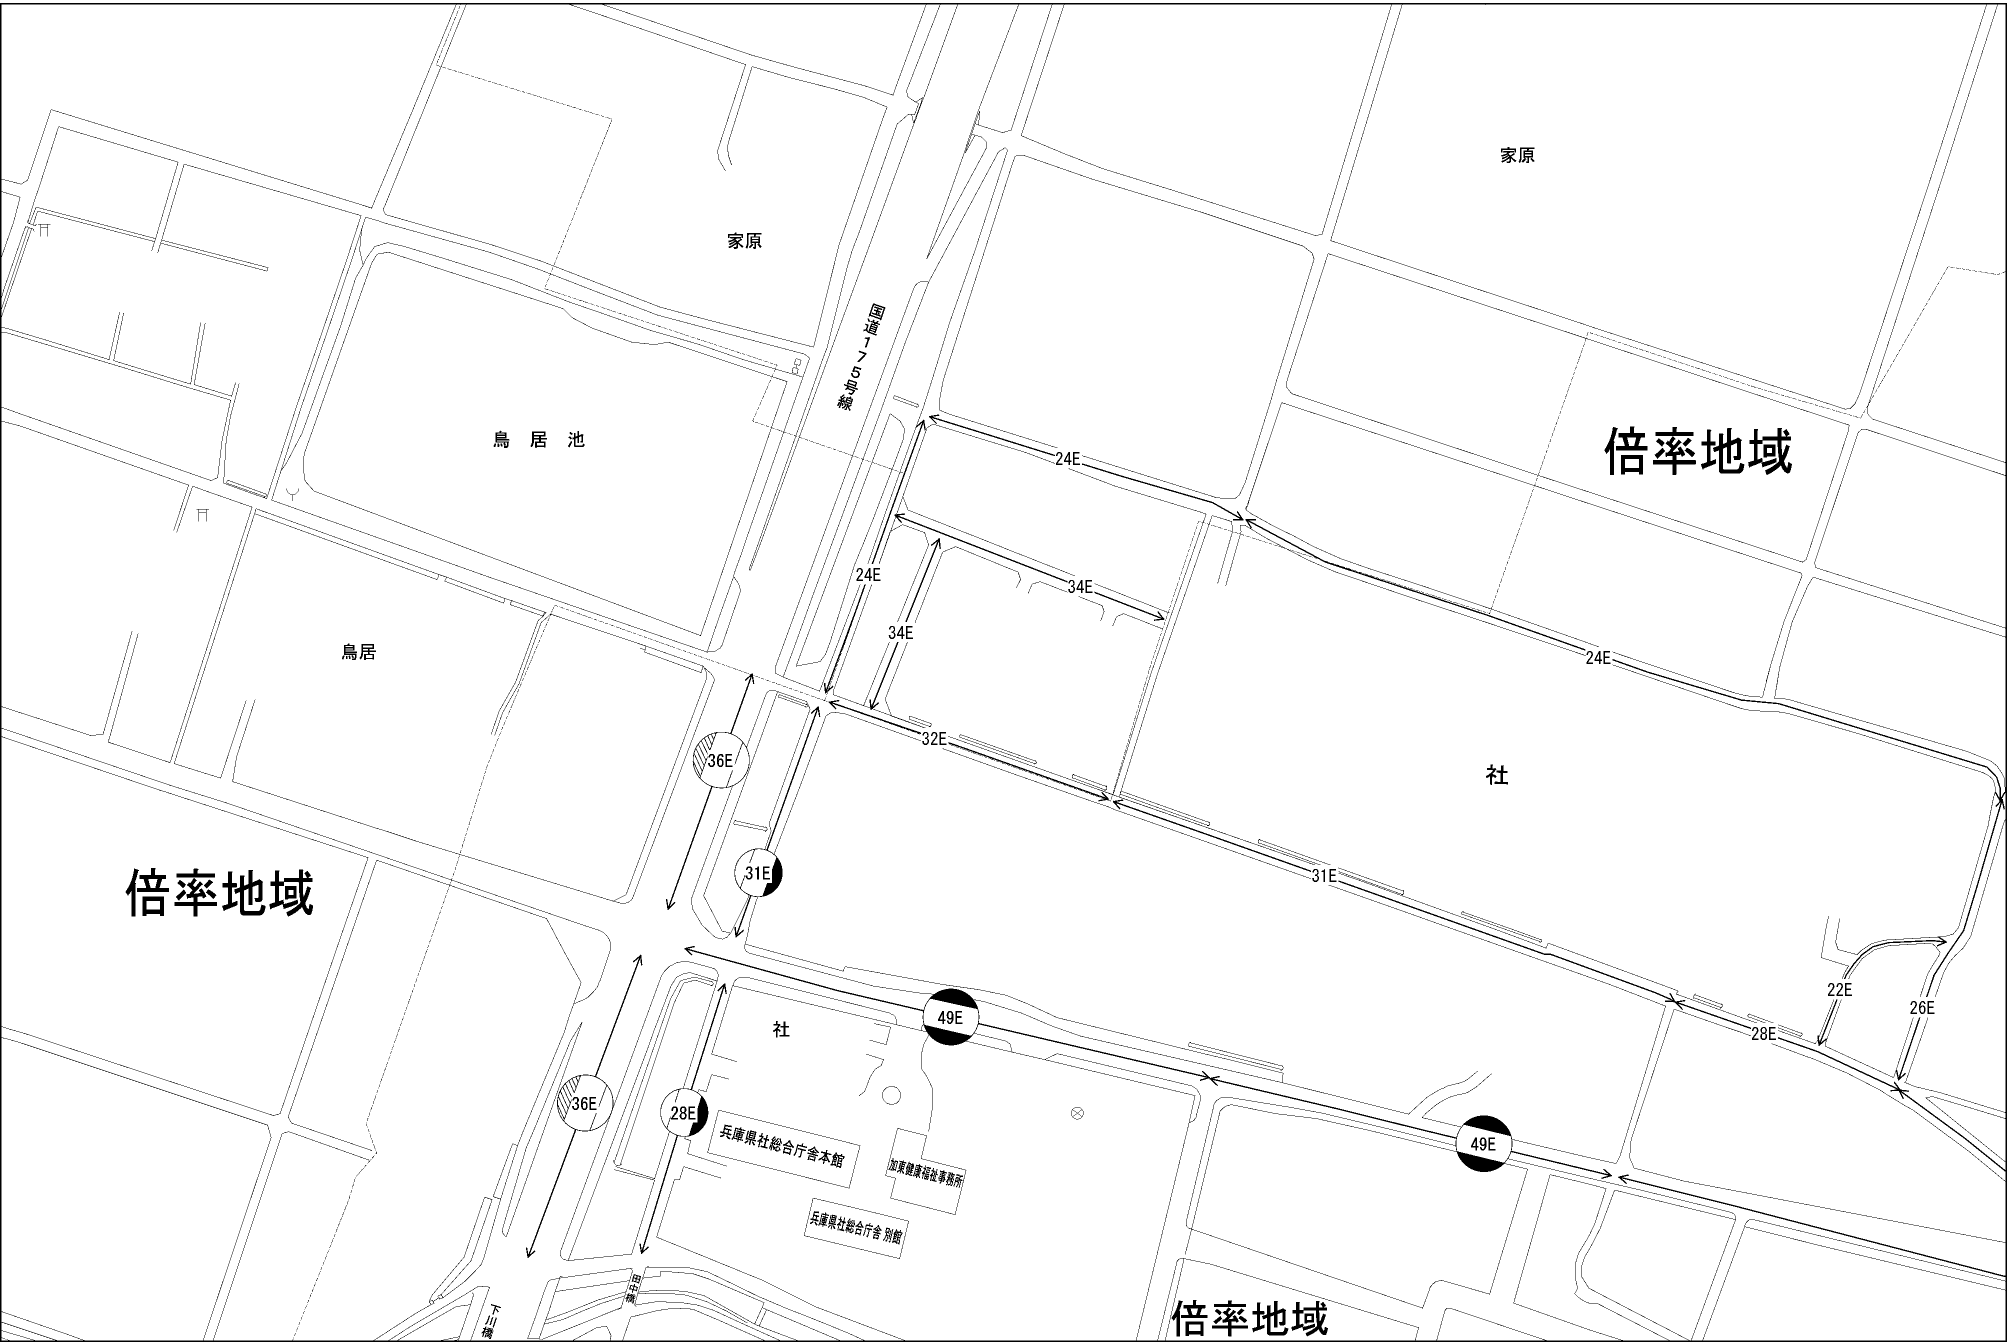 家原
家原
国道175号線
鳥居池
倍率地域
24E
24E
34E
34E
24E
鳥居
32E
36E
社
31E
31E
倍率地域
22E
26E
28E
49E
社
36E
28E
49E
兵庫県社総合庁舎本館
加東健康福祉事務所
兵庫県社総合庁舎 別館
田中橋
下川橋
倍率地域